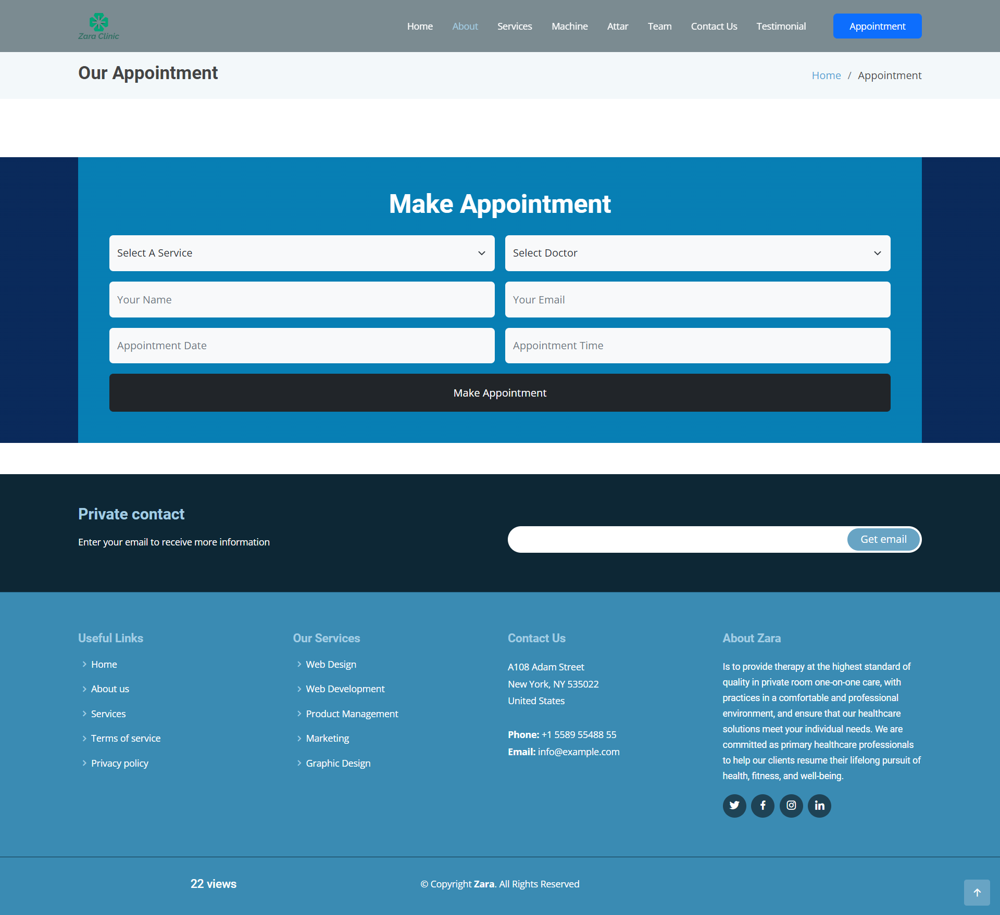 Zara Clinic
Home About Services Machine Attar Team Contact Us Testimonial Appointment
Our Appointment
Home / Appointment
Make Appointment
Select A Service
Select Doctor
Your Name
Your Email
Appointment Date
Appointment Time
Make Appointment
Private contact
Enter your email to receive more information
Get email
Useful Links
Home
About us
Services
Terms of service
Privacy policy
Our Services
Web Design
Web Development
Product Management
Marketing
Graphic Design
Contact Us
A108 Adam Street
New York, NY 535022
United States
Phone: +1 5589 55488 55
Email: info@example.com
About Zara
Is to provide therapy at the highest standard of
quality in private room one-on-one care, with
practices in a comfortable and professional
environment, and ensure that our healthcare
solutions meet your individual needs. We are
committed as primary healthcare professionals
to help our clients resume their lifelong pursuit of
health, fitness, and well-being.
22 views
© Copyright Zara. All Rights Reserved